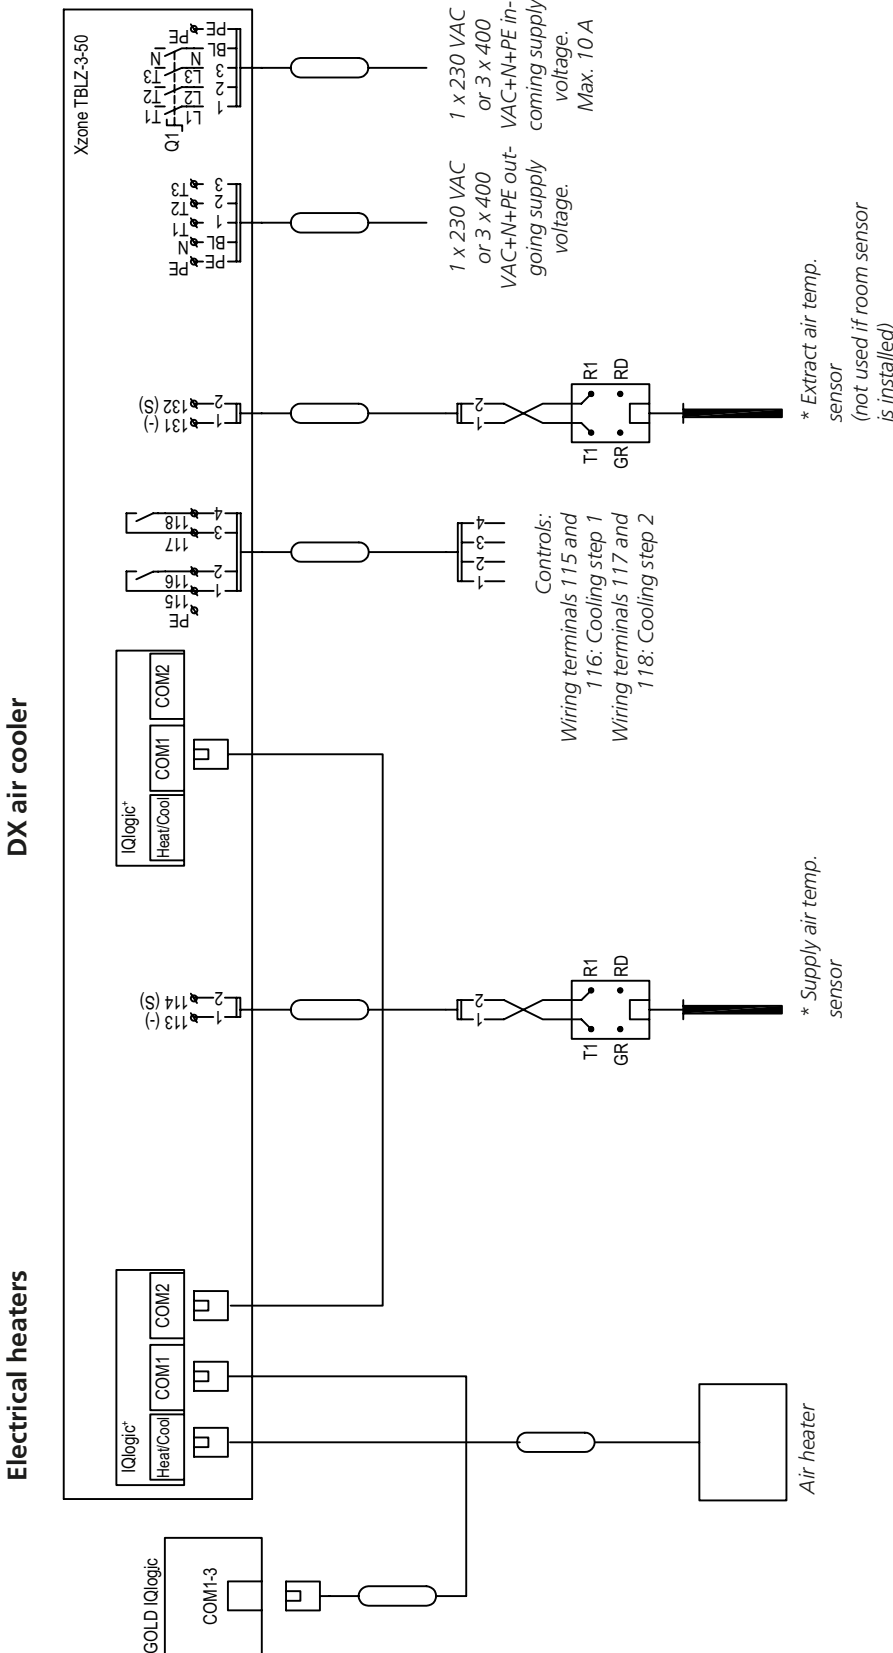 Electrical heaters
DX air cooler
Xzone TBLZ-3-50
GOLD IQlogic
COM1-3
IQlogic+
Heat/Cool
COM1
COM2
Air heater
113 (-)
114 (S)
1
2
1
2
T1
R1
GR
RD
* Supply air temp.
sensor
IQlogic+
Heat/Cool
COM1
COM2
PE
115
116
117
118
1
2
3
4
1
2
3
4
Controls:
Wiring terminals 115 and
116: Cooling step 1
Wiring terminals 117 and
118: Cooling step 2
131 (-)
132 (S)
1
2
1
2
T1
R1
GR
RD
* Extract air temp.
sensor
(not used if room sensor
is installed)
PE
N
T1
T2
T3
PE
BL
1
2
3
1 x 230 VAC
or 3 x 400
VAC+N+PE out-
going supply
voltage.
Q1
T1
T2
T3
N
PE
L1
L2
L3
N
1
2
3
BL
PE
1 x 230 VAC
or 3 x 400
VAC+N+PE in-
coming supply
voltage.
Max. 10 A